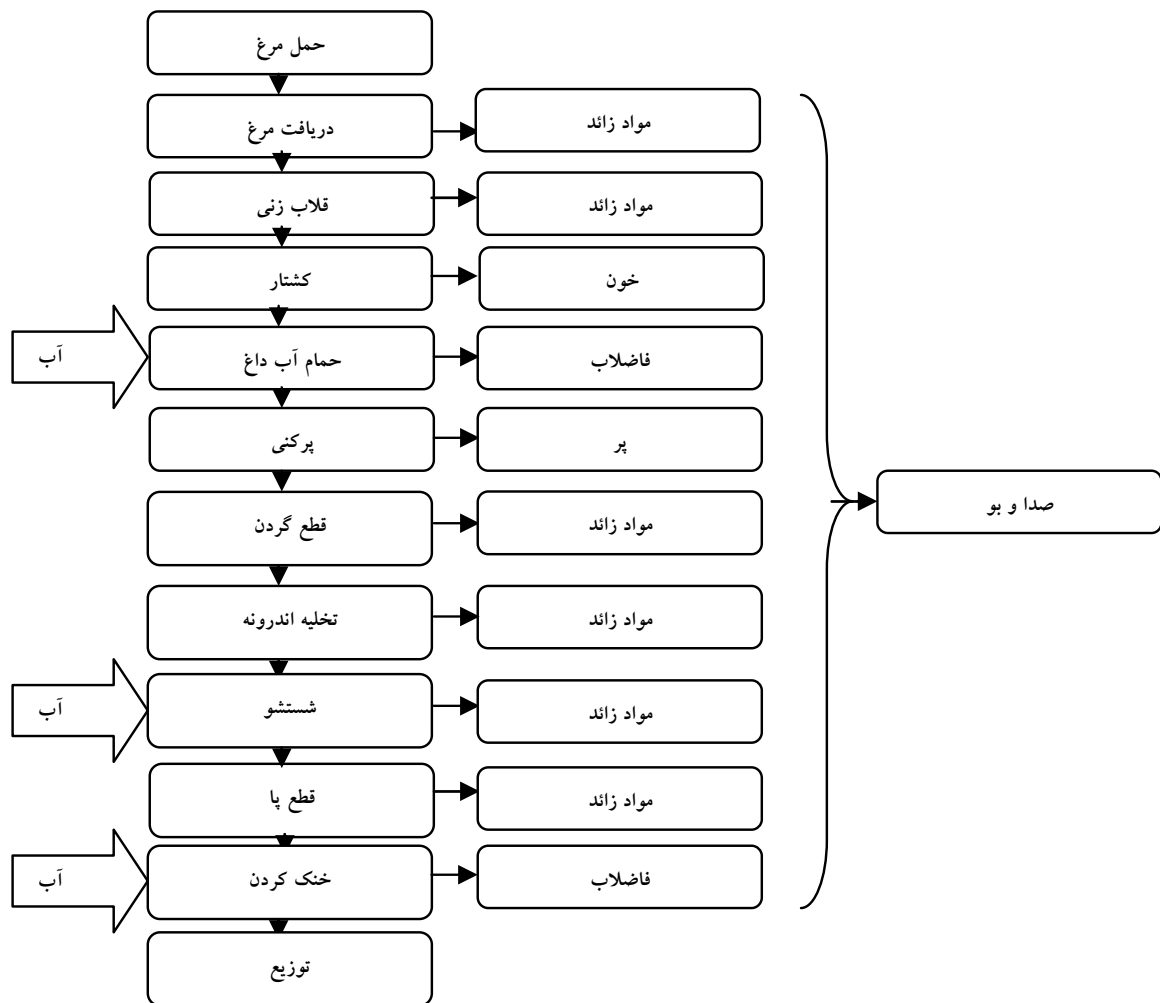 حمل مرغ
دریافت مرغ
مواد زائد
قلاب زنی
مواد زائد
کشتار
خون
آب
حمام آب داغ
فاضلاب
پرکنی
پر
صدا و بو
قطع گردن
مواد زائد
تخلیه اندرونه
مواد زائد
آب
شستشو
مواد زائد
قطع پا
مواد زائد
آب
خنک کردن
فاضلاب
توزیع